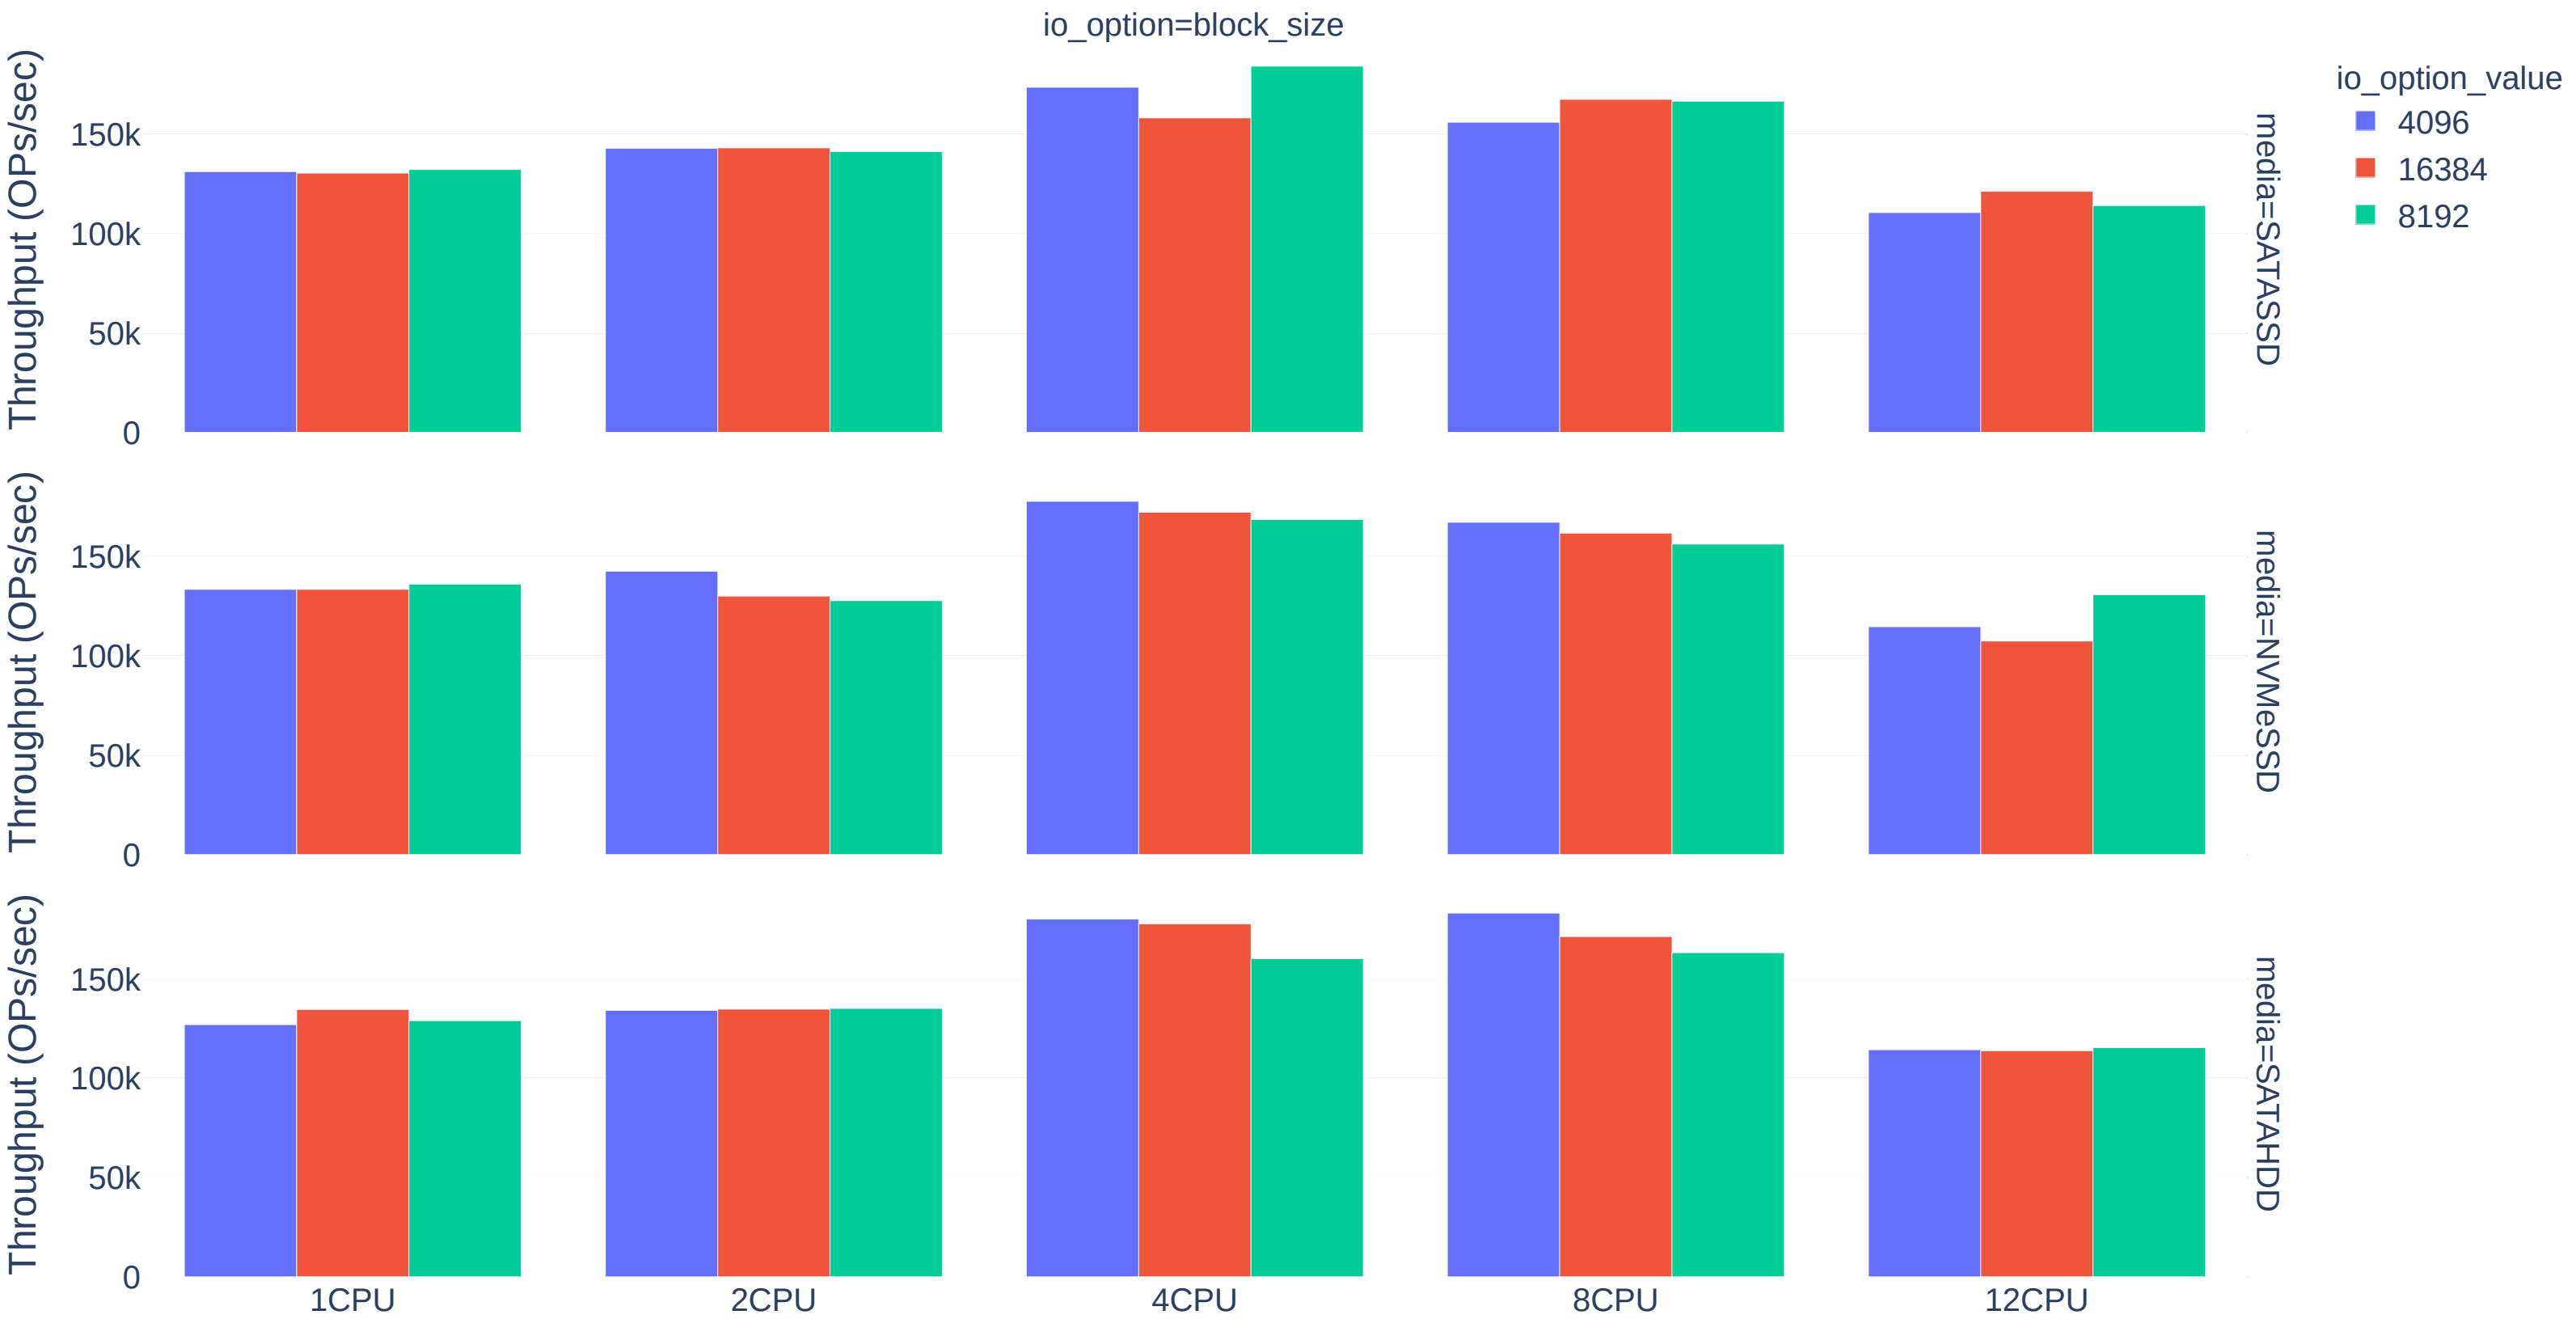 io_option=block_size
Throughput (OPs/sec)
150k
100k
50k
0
media=SATASSD
io_option_value
4096
16384
8192
Throughput (OPs/sec)
150k
100k
50k
0
media=NVMeSSD
Throughput (OPs/sec)
150k
100k
50k
0
media=SATAHDD
1CPU
2CPU
4CPU
8CPU
12CPU